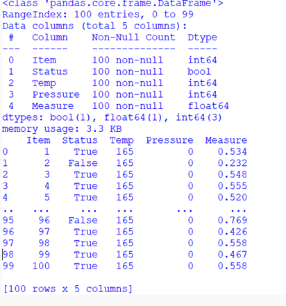 <class 'pandas.core.frame.DataFrame'>
RangeIndex: 100 entries, 0 to 99
Data columns (total 5 columns):
 #   Column    Non-Null Count  Dtype
---  ------    --------------  -----
 0   Item      100 non-null    int64
 1   Status    100 non-null    bool
 2   Temp      100 non-null    int64
 3   Pressure  100 non-null    int64
 4   Measure   100 non-null    float64
dtypes: bool(1), float64(1), int64(3)
memory usage: 3.3 KB
    Item  Status  Temp  Pressure  Measure
0      1    True   165         0    0.534
1      2   False   165         0    0.232
2      3    True   165         0    0.548
3      4    True   165         0    0.555
4      5    True   165         0    0.520
..   ...     ...   ...       ...      ...
95    96   False   165         0    0.769
96    97    True   165         0    0.426
97    98    True   165         0    0.558
98    99    True   165         0    0.467
99   100    True   165         0    0.558
[100 rows x 5 columns]